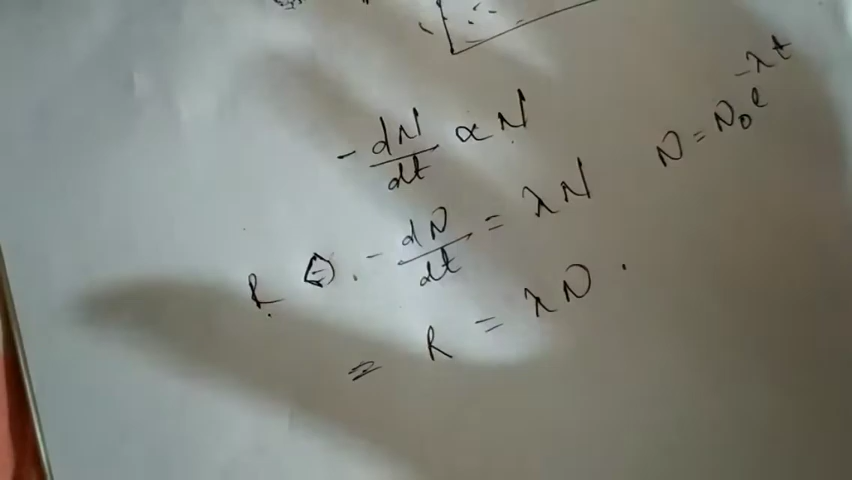 - dN/dt ∝ N
N = N₀e^-λt
R = - dN/dt = λN
= R = λN.